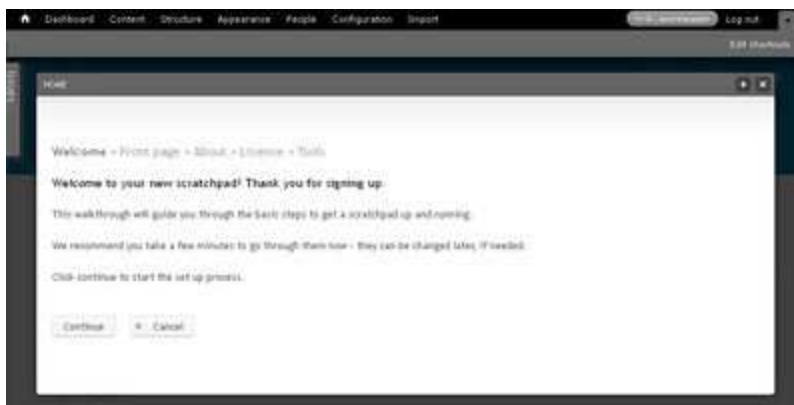 Dashboard Content Structure Appearance People Configuration Import Log out
Edit shortcuts
HOME
Welcome » Front page » About » Licence » Tools
Welcome to your new scratchpad! Thank you for signing up.
This walkthrough will guide you through the basic steps to get a scratchpad up and running.
We recommend you take a few minutes to go through them now - they can be changed later, if needed.
Click continue to start the set up process.
Continue Cancel